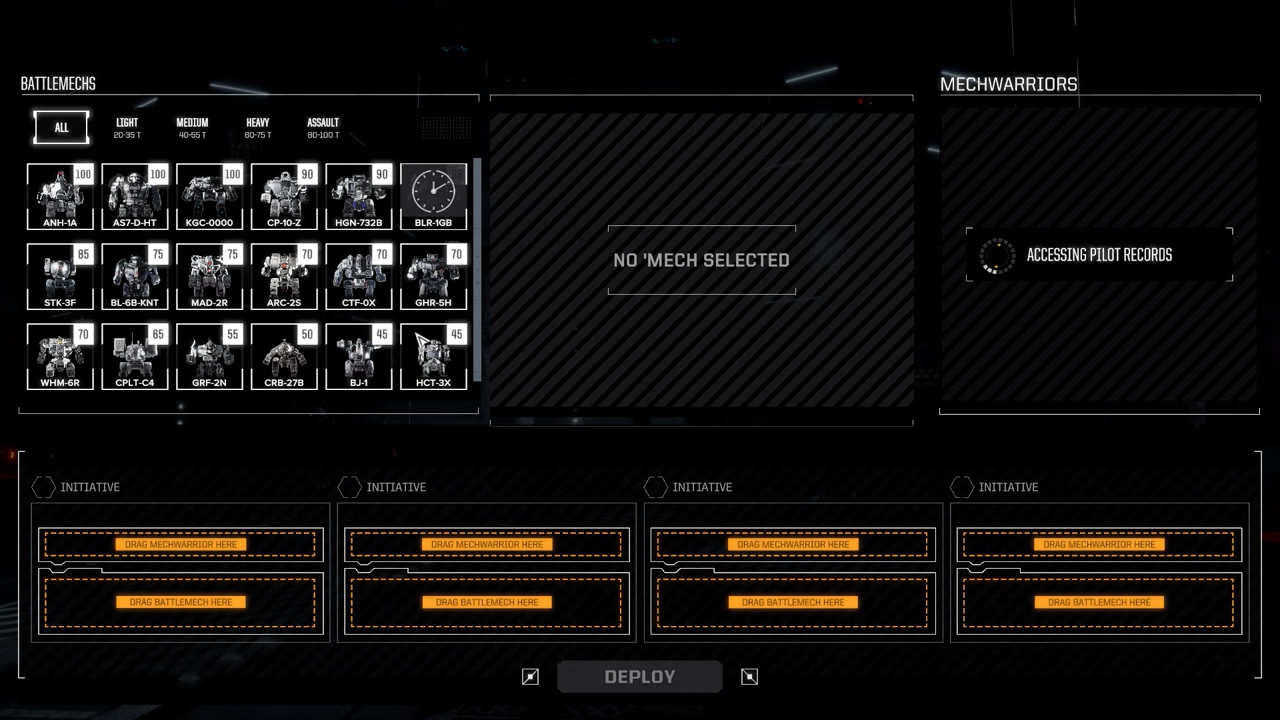 BATTLEMECHS
ALL
LIGHT
20-35 T
MEDIUM
40-55 T
HEAVY
60-75 T
ASSAULT
80-100 T
100
ANH-1A
100
AS7-D-HT
100
KGC-0000
90
CP-10-Z
90
HGN-732B
BLR-1GB
85
STK-3F
75
BL-6B-KNT
75
MAD-2R
70
ARC-2S
70
CTF-0X
70
GHR-5H
70
WHM-6R
65
CPLT-C4
55
GRF-2N
50
CRB-27B
45
BJ-1
45
HCT-3X
NO 'MECH SELECTED
MECHWARRIORS
ACCESSING PILOT RECORDS
INITIATIVE
DRAG MECHWARRIOR HERE
DRAG BATTLEMECH HERE
INITIATIVE
DRAG MECHWARRIOR HERE
DRAG BATTLEMECH HERE
INITIATIVE
DRAG MECHWARRIOR HERE
DRAG BATTLEMECH HERE
INITIATIVE
DRAG MECHWARRIOR HERE
DRAG BATTLEMECH HERE
DEPLOY